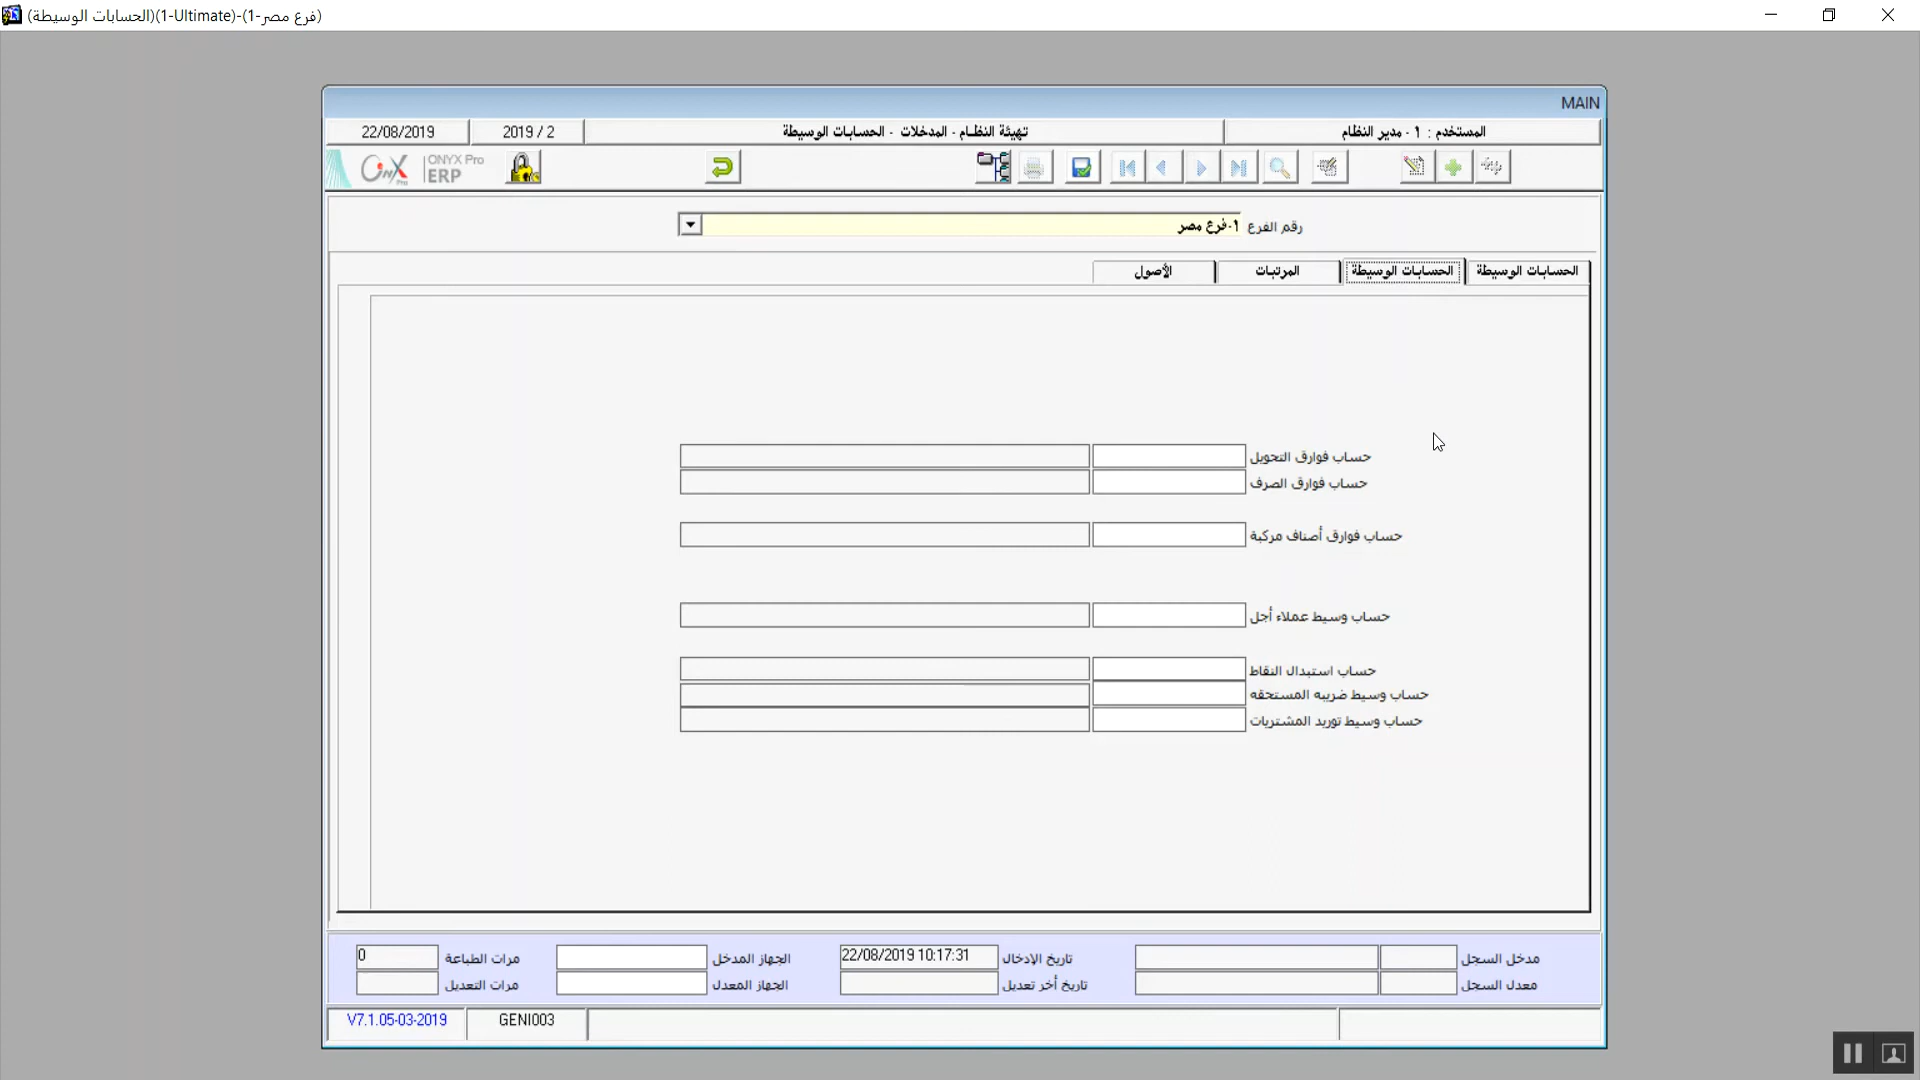 (فرع مصر-1)-(1-Ultimate)(الحسابات الوسيطة)
MAIN
المستخدم : ١ - مدير النظام
تهيئة النظام - المدخلات - الحسابات الوسيطة
2019 / 2
22/08/2019
ONYX Pro
ERP
OnyX Pro
رقم الفرع ١-فرع مصر
الحسابات الوسيطة الحسابات الوسيطة المرتبات الأصول
حساب فوارق التحويل
حساب فوارق الصرف
حساب فوارق أصناف مركبة
حساب وسيط عملاء أجل
حساب استبدال النقاط
حساب وسيط ضريبه المستحقه
حساب وسيط توريد المشتريات
مدخل السجل تاريخ الإدخال 22/08/2019 10:17:31 الجهاز المدخل مرات الطباعة 0
معدل السجل تاريخ أخر تعديل الجهاز المعدل مرات التعديل
V7.1.05-03-2019 GENI003